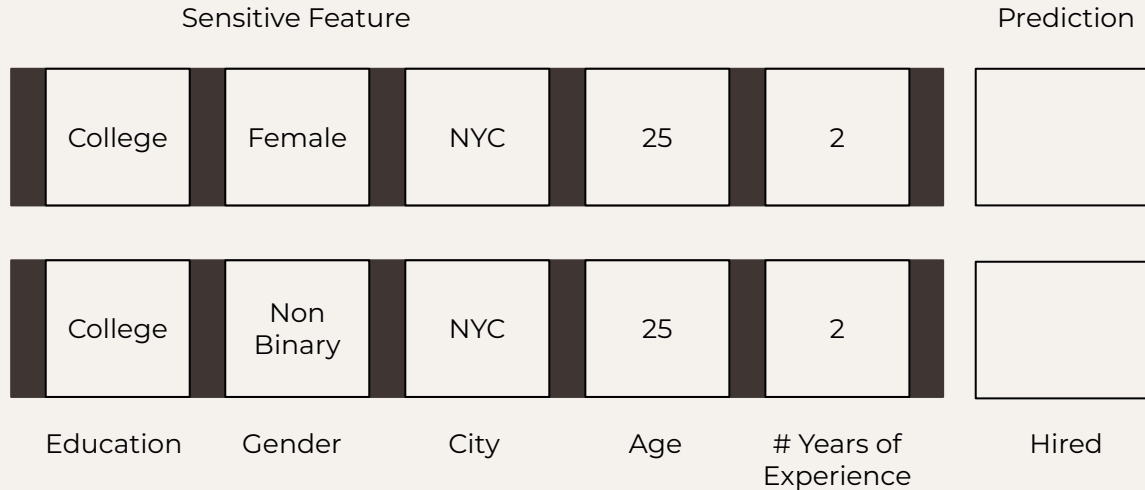 Sensitive Feature
Prediction
College
Female
NYC
25
2
College
Non
Binary
NYC
25
2
Education
Gender
City
Age
# Years of
Experience
Hired